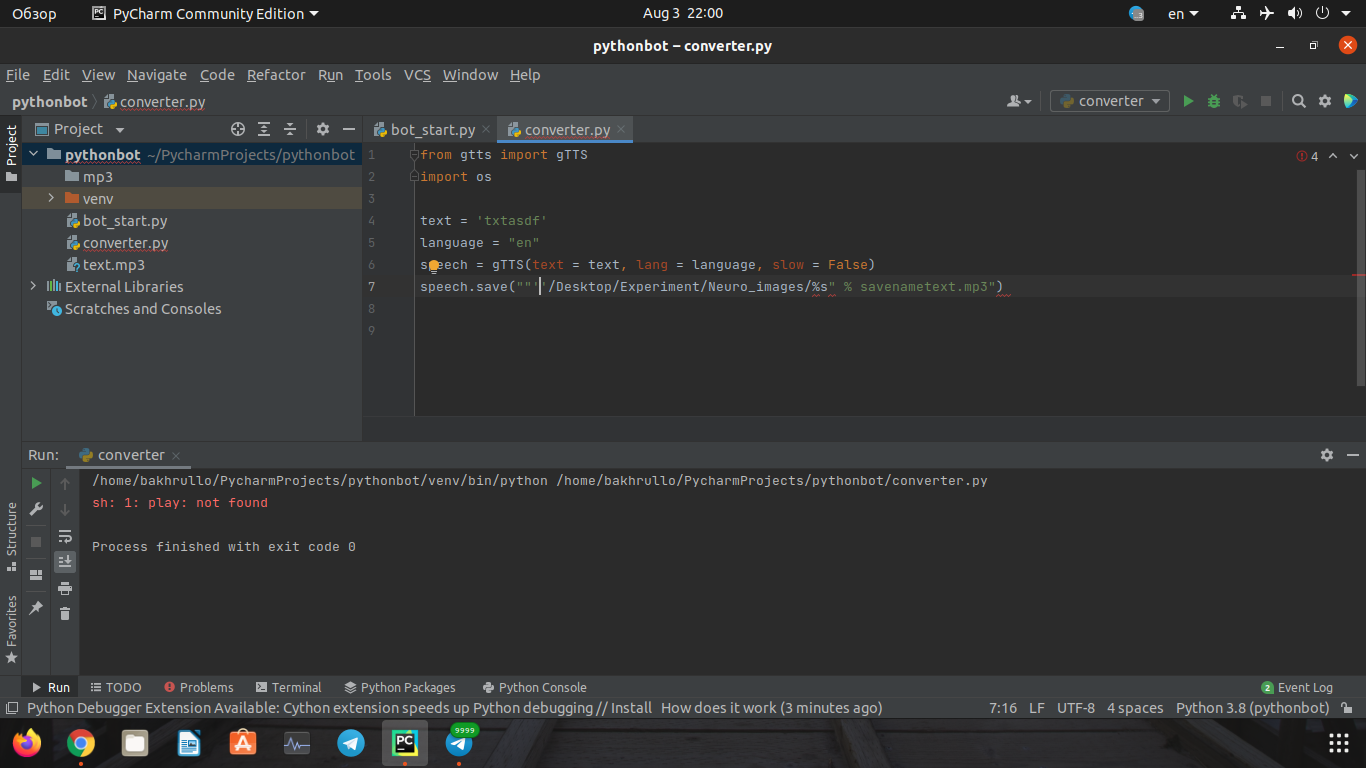 Обзор PyCharm Community Edition Aug 3 22:00 en
pythonbot – converter.py
File Edit View Navigate Code Refactor Run Tools VCS Window Help
pythonbot converter.py converter
Project Project bot_start.py converter.py
pythonbot ~/PycharmProjects/pythonbot
mp3
venv
bot_start.py
converter.py
text.mp3
External Libraries
Scratches and Consoles
4
1 from gtts import gTTS
2 import os
3
4 text = 'txtasdf'
5 language = "en"
6 speech = gTTS(text = text, lang = language, slow = False)
7 speech.save(""''/Desktop/Experiment/Neuro_images/%s" % savenametext.mp3")
8
9
Run: converter
/home/bakhrullo/PycharmProjects/pythonbot/venv/bin/python /home/bakhrullo/PycharmProjects/pythonbot/converter.py
sh: 1: play: not found
Process finished with exit code 0
Structure
Favorites
Run TODO Problems Terminal Python Packages Python Console 2 Event Log
Python Debugger Extension Available: Cython extension speeds up Python debugging // Install How does it work (3 minutes ago) 7:16 LF UTF-8 4 spaces Python 3.8 (pythonbot)
PC
9999